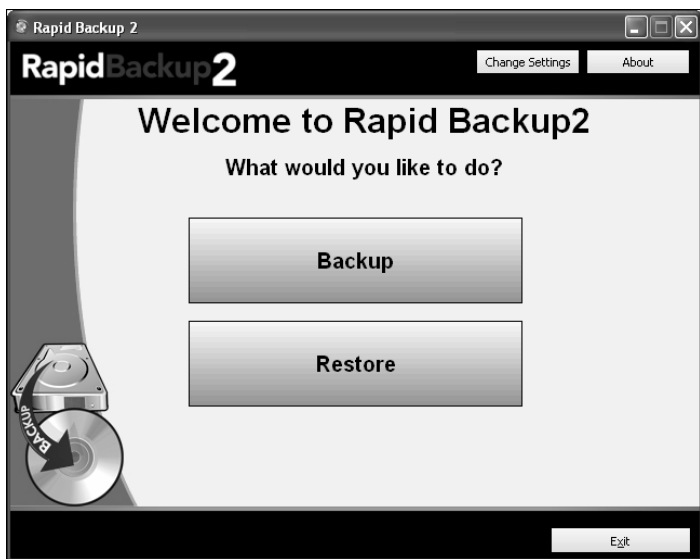 Rapid Backup 2
RapidBackup2
Change Settings
About
Welcome to Rapid Backup2
What would you like to do?
Backup
Restore
BACKUP
Exit